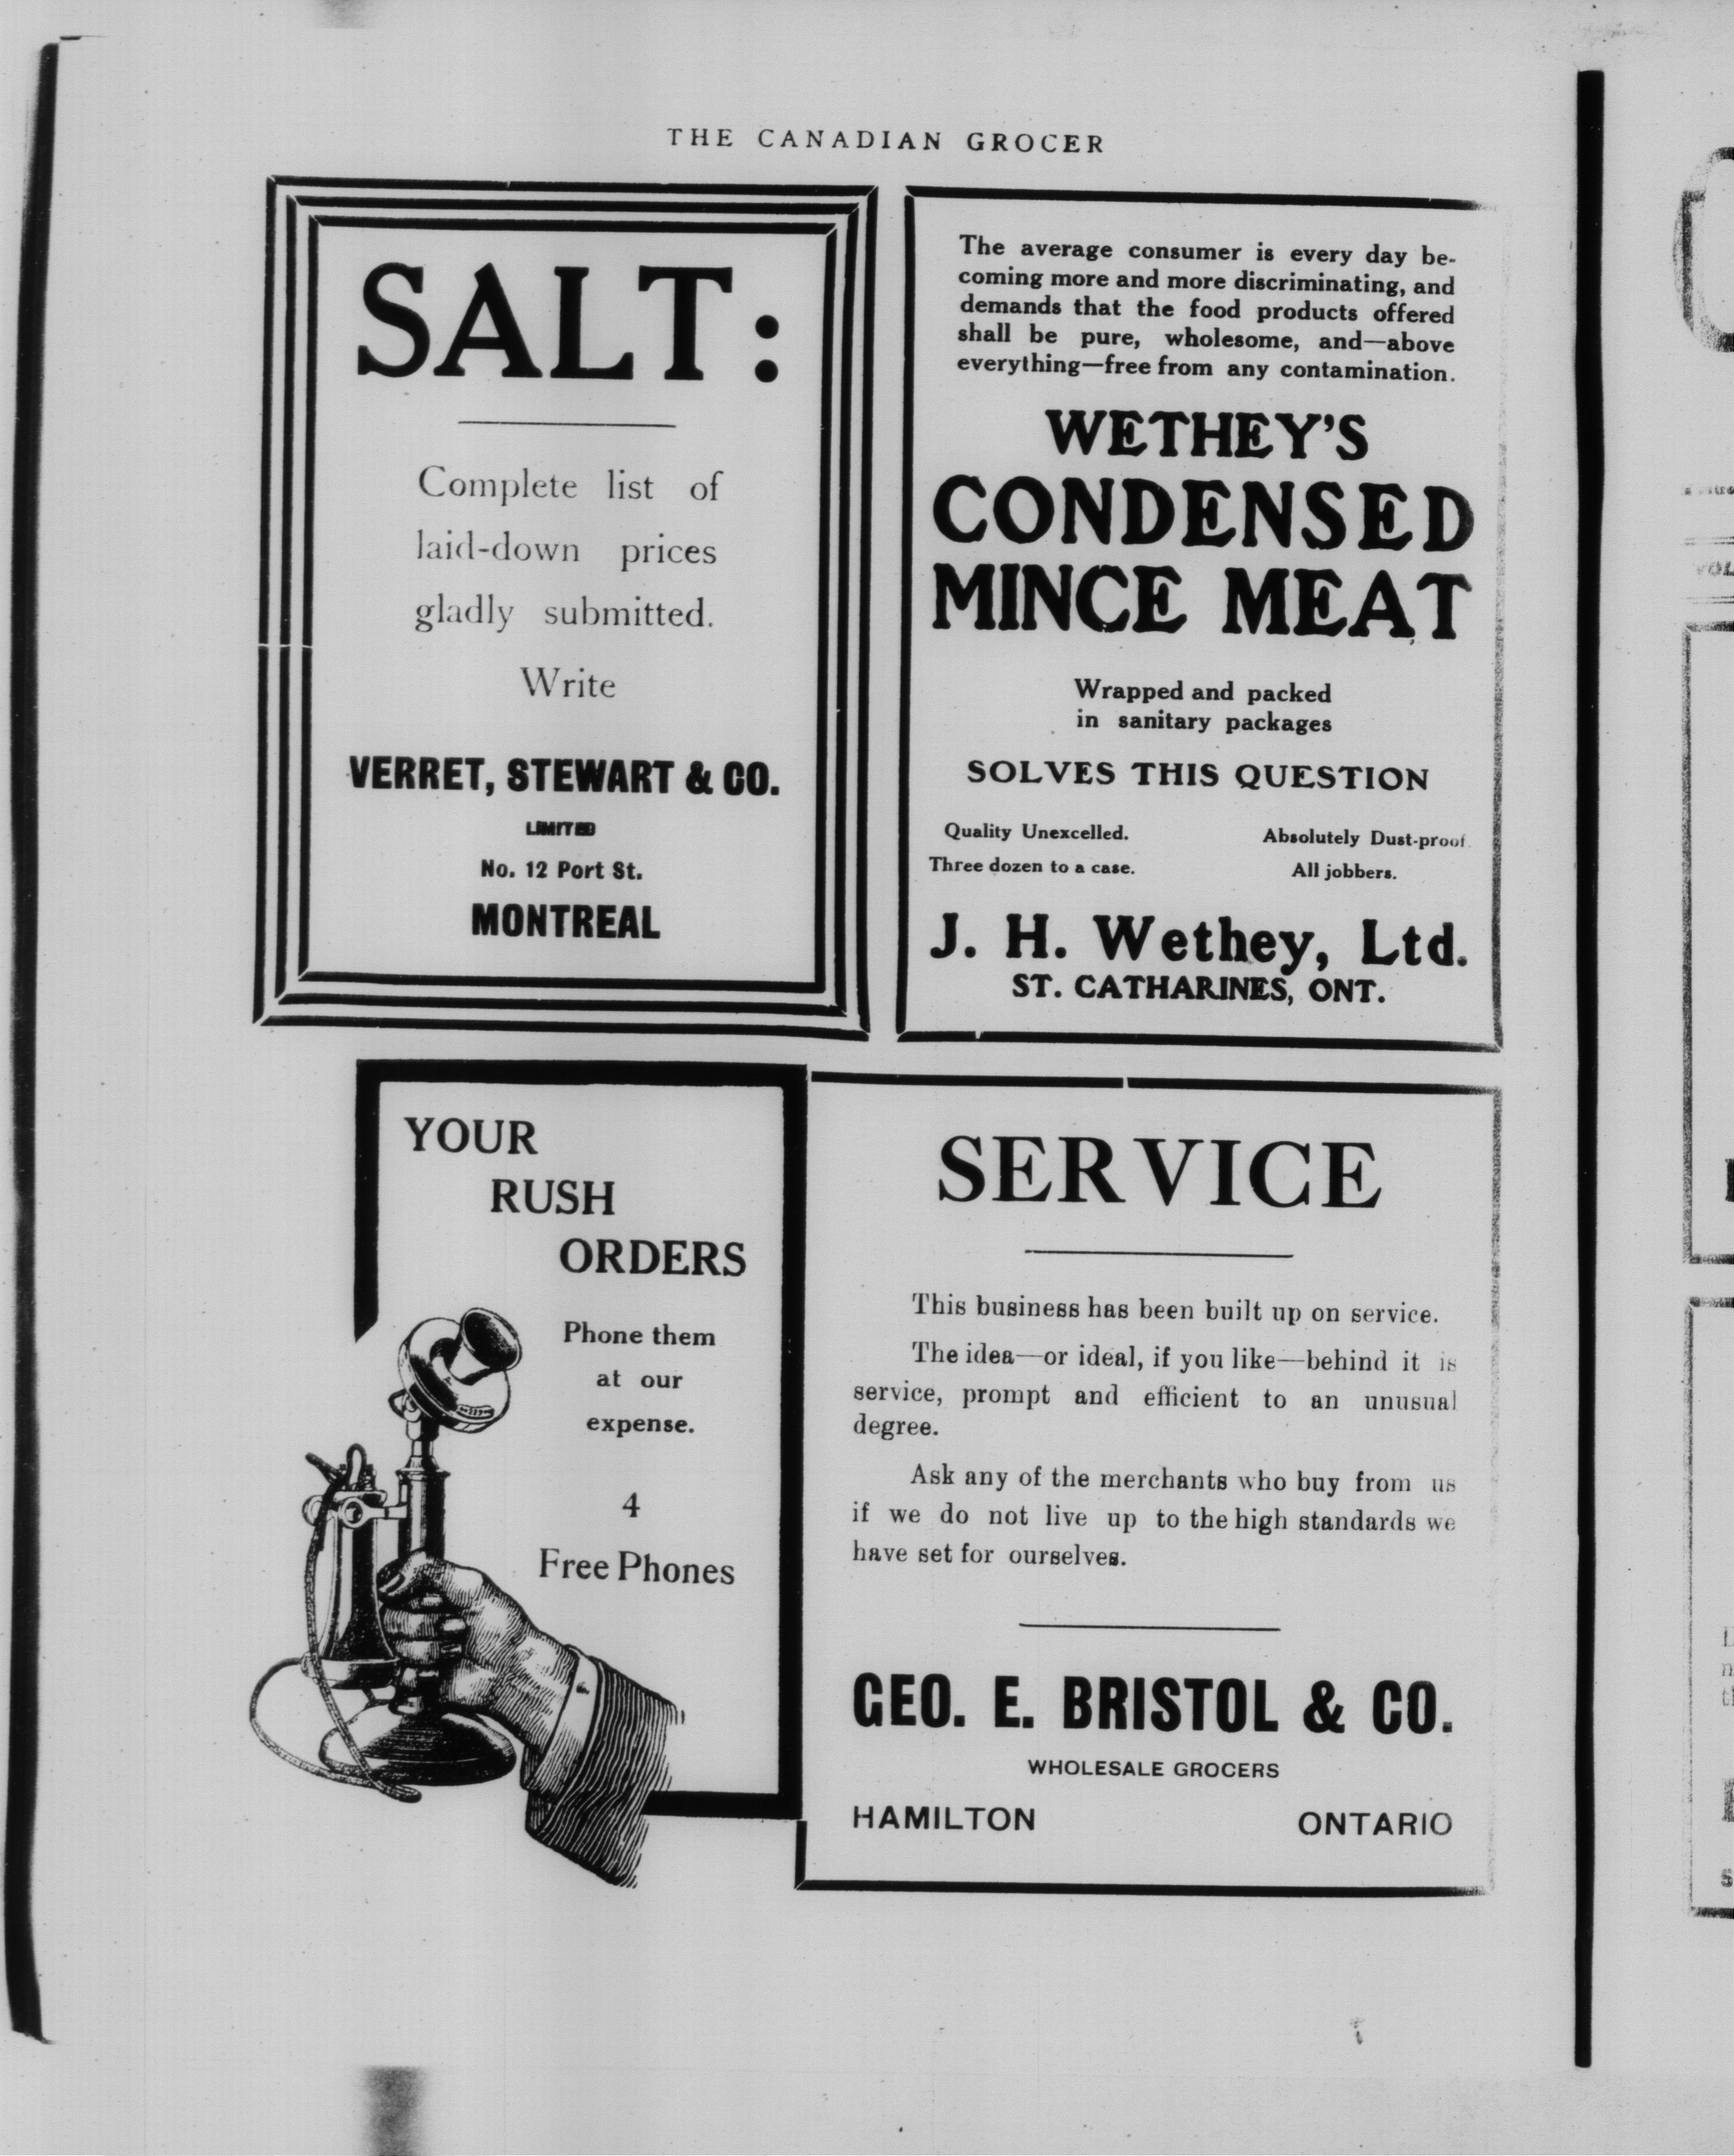 THE CANADIAN GROCER
SALT:
Complete list of
laid-down prices
gladly submitted.
Write
VERRET, STEWART & CO.
LIMITED
No. 12 Port St.
MONTREAL
The average consumer is every day be-
coming more and more discriminating, and
demands that the food products offered
shall be pure, wholesome, and—above
everything—free from any contamination.
WETHEY'S
CONDENSED
MINCE MEAT
Wrapped and packed
in sanitary packages
SOLVES THIS QUESTION
Quality Unexcelled. Absolutely Dust-proof.
Three dozen to a case. All jobbers.
J. H. Wethey, Ltd.
ST. CATHARINES, ONT.
YOUR
RUSH
ORDERS
Phone them
at our
expense.
4
Free Phones
SERVICE
This business has been built up on service.
The idea—or ideal, if you like—behind it is
service, prompt and efficient to an unusual
degree.
Ask any of the merchants who buy from us
if we do not live up to the high standards we
have set for ourselves.
GEO. E. BRISTOL & CO.
WHOLESALE GROCERS
HAMILTON ONTARIO